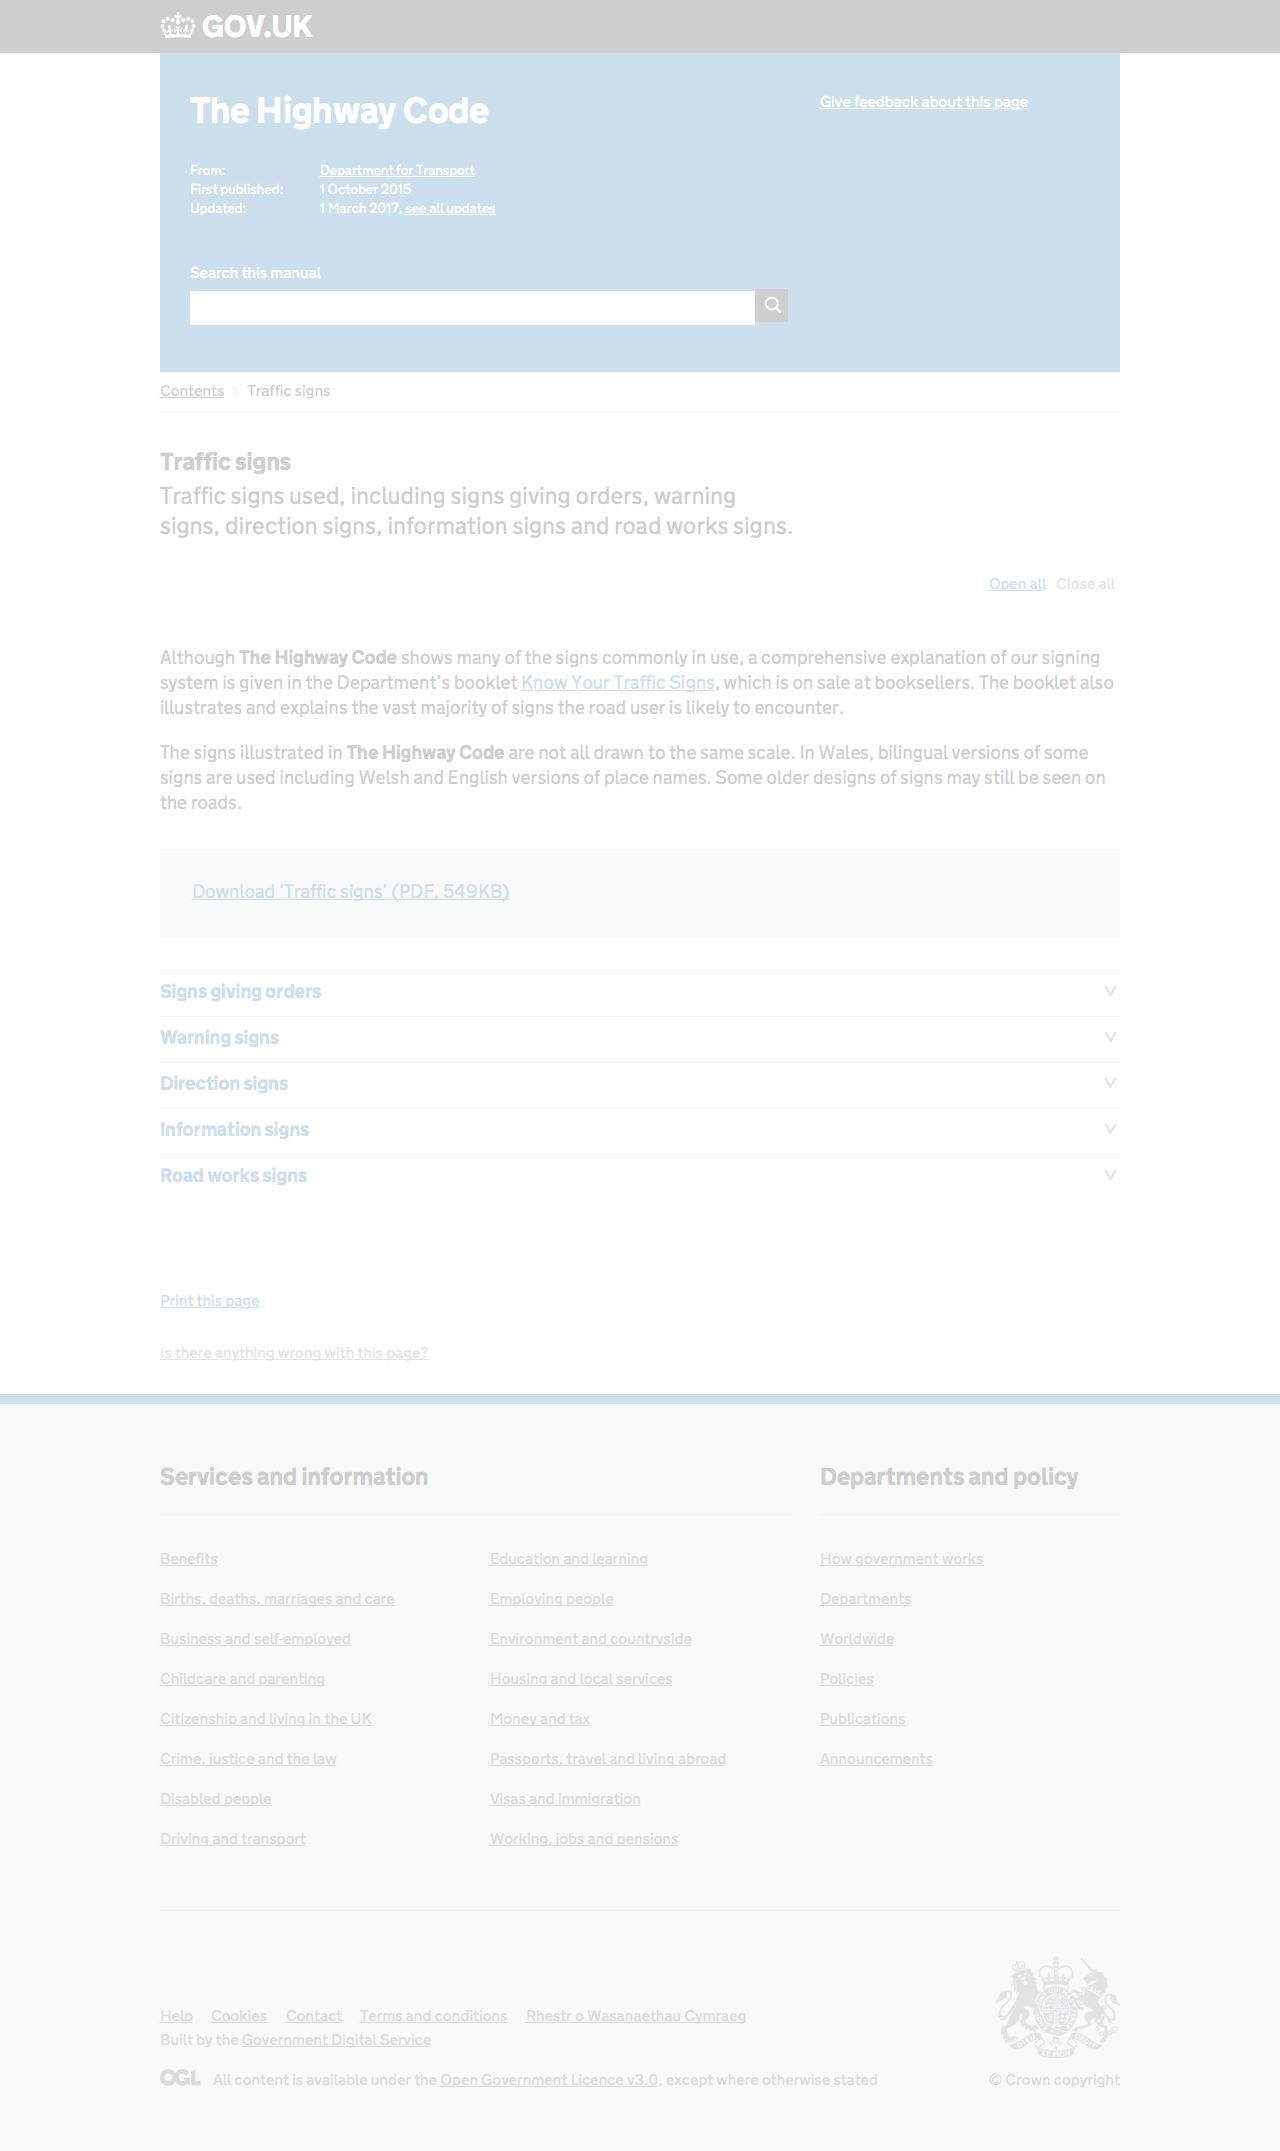 GOV.UK
The Highway Code
Give feedback about this page
From: Department for Transport
First published: 1 October 2015
Updated: 1 March 2017, see all updates
Search this manual
Contents Traffic signs
Traffic signs
Traffic signs used, including signs giving orders, warning
signs, direction signs, information signs and road works signs.
Open all Close all
Although The Highway Code shows many of the signs commonly in use, a comprehensive explanation of our signing
system is given in the Department's booklet Know Your Traffic Signs, which is on sale at booksellers. The booklet also
illustrates and explains the vast majority of signs the road user is likely to encounter.
The signs illustrated in The Highway Code are not all drawn to the same scale. In Wales, bilingual versions of some
signs are used including Welsh and English versions of place names. Some older designs of signs may still be seen on
the roads.
Download ‘Traffic signs’ (PDF, 549KB)
Signs giving orders
Warning signs
Direction signs
Information signs
Road works signs
Print this page
Is there anything wrong with this page?
Services and information
Benefits
Births, deaths, marriages and care
Business and self-employed
Childcare and parenting
Citizenship and living in the UK
Crime, justice and the law
Disabled people
Driving and transport
Education and learning
Employing people
Environment and countryside
Housing and local services
Money and tax
Passports, travel and living abroad
Visas and immigration
Working, jobs and pensions
Departments and policy
How government works
Departments
Worldwide
Policies
Publications
Announcements
Help Cookies Contact Terms and conditions Rhestr o Wasanaethau Cymraeg
Built by the Government Digital Service
OGL All content is available under the Open Government Licence v3.0, except where otherwise stated
© Crown copyright